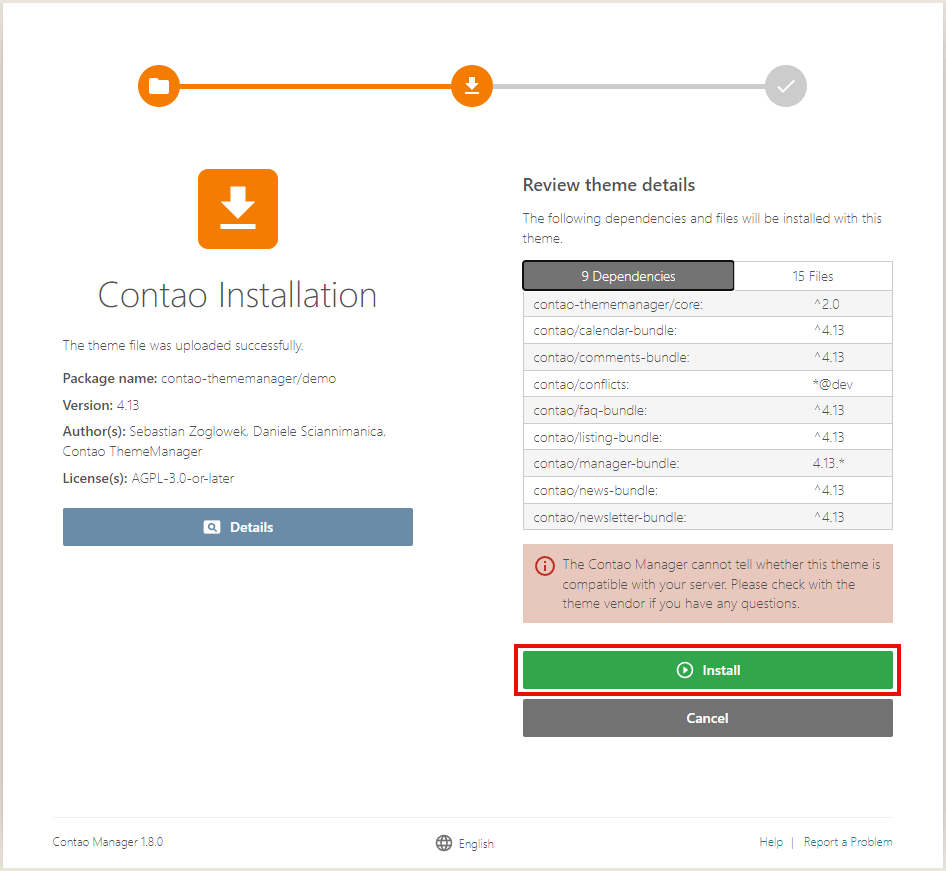 Contao Installation
The theme file was uploaded successfully.
Package name: contao-thememanager/demo
Version: 4.13
Author(s): Sebastian Zoglowek, Daniele Sciannimanica,
Contao ThemeManager
License(s): AGPL-3.0-or-later
Details
Review theme details
The following dependencies and files will be installed with this
theme.
9 Dependencies 15 Files
contao-thememanager/core: ^2.0
contao/calendar-bundle: ^4.13
contao/comments-bundle: ^4.13
contao/conflicts: *@dev
contao/faq-bundle: ^4.13
contao/listing-bundle: ^4.13
contao/manager-bundle: 4.13.*
contao/news-bundle: ^4.13
contao/newsletter-bundle: ^4.13
The Contao Manager cannot tell whether this theme is
compatible with your server. Please check with the
theme vendor if you have any questions.
Install
Cancel
Contao Manager 1.8.0 English Help | Report a Problem